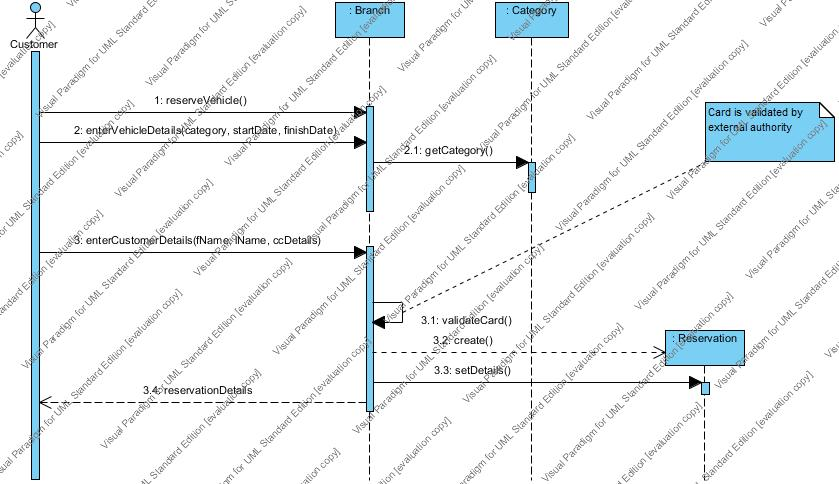 : Branch
: Category
Customer
1: reserveVehicle()
2: enterVehicleDetails(category, startDate, finishDate)
2.1: getCategory()
Card is validated by
external authority
3: enterCustomerDetails(fName, lName, ccDetails)
3.1: validateCard()
3.2: create()
: Reservation
3.3: setDetails()
3.4: reservationDetails
Visual Paradigm for UML Standard Edition [evaluation copy]